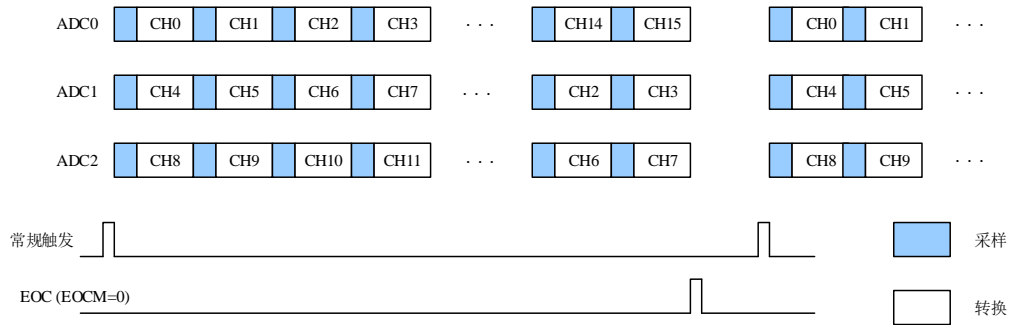 ADC0 CH0 CH1 CH2 CH3 · · · CH14 CH15 CH0 CH1 · · ·
ADC1 CH4 CH5 CH6 CH7 · · · CH2 CH3 CH4 CH5 · · ·
ADC2 CH8 CH9 CH10 CH11 · · · CH6 CH7 CH8 CH9 · · ·
常规触发 采样
EOC (EOCM=0) 转换